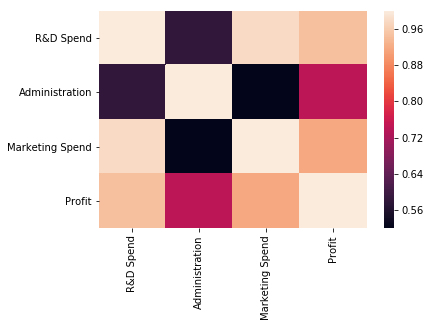 R&D Spend
Administration
Marketing Spend
Profit
R&D Spend
Administration
Marketing Spend
Profit
0.96
0.88
0.80
0.72
0.64
0.56